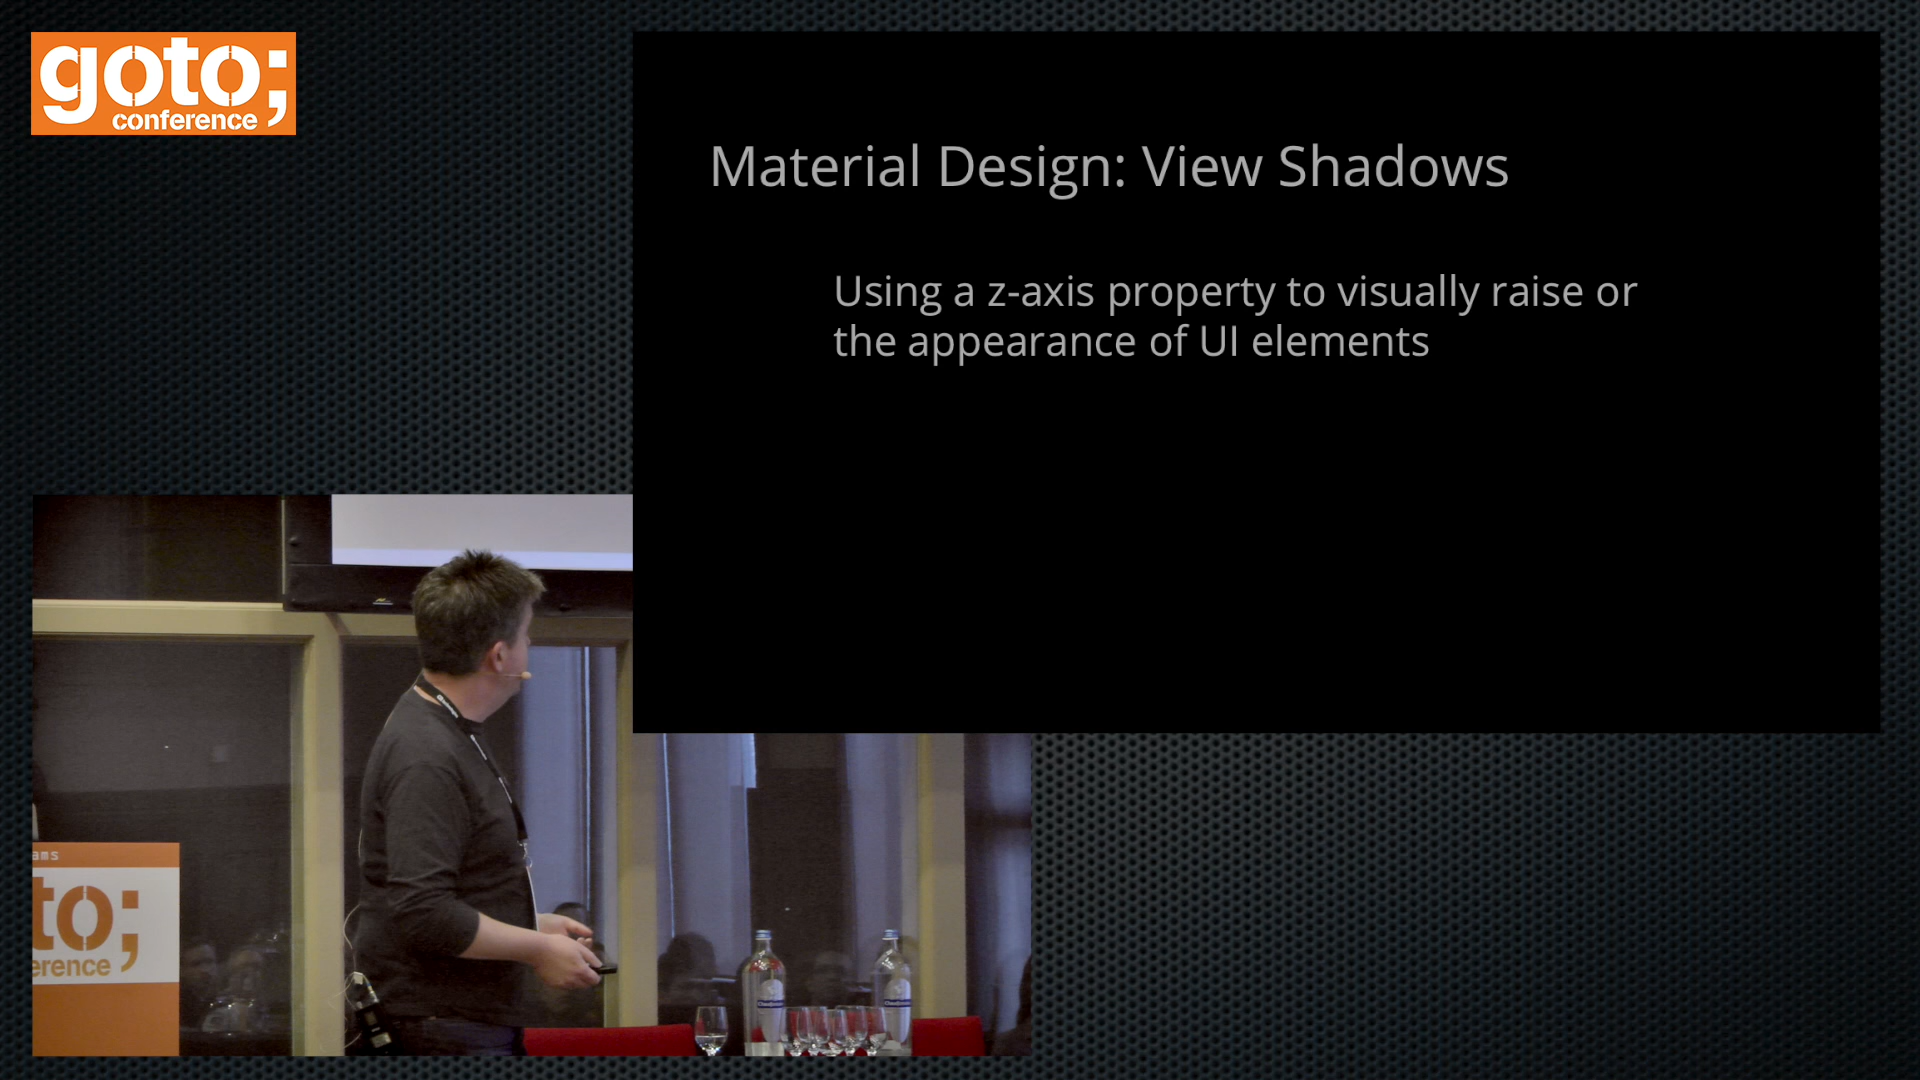 goto;
conference
Material Design: View Shadows
Using a z-axis property to visually raise or
the appearance of UI elements
ams
to;
erence